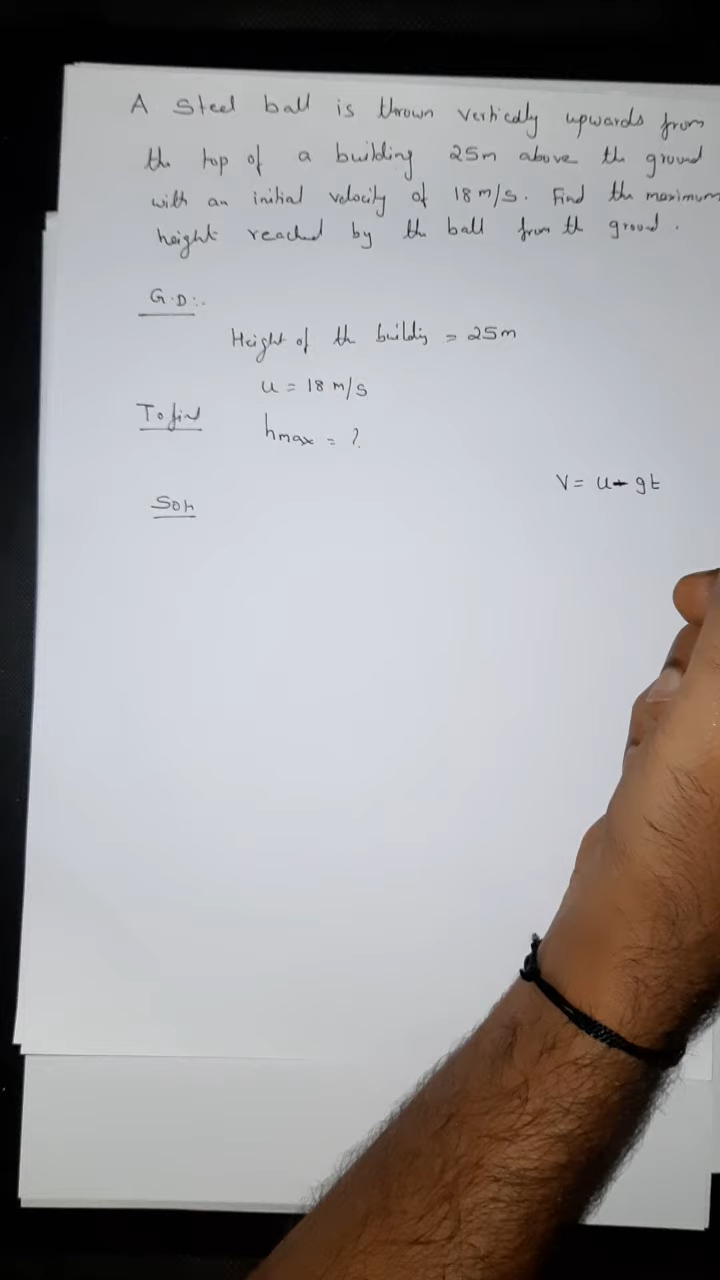 A steel ball is thrown vertically upwards from
the top of a building 25m above the ground
with an initial velocity of 18 m/s. Find the maximum
height reached by the ball from the ground.
G.D:-
Height of the building = 25m
u = 18 m/s
To find
hmax = ?
V = u - gt
Soln